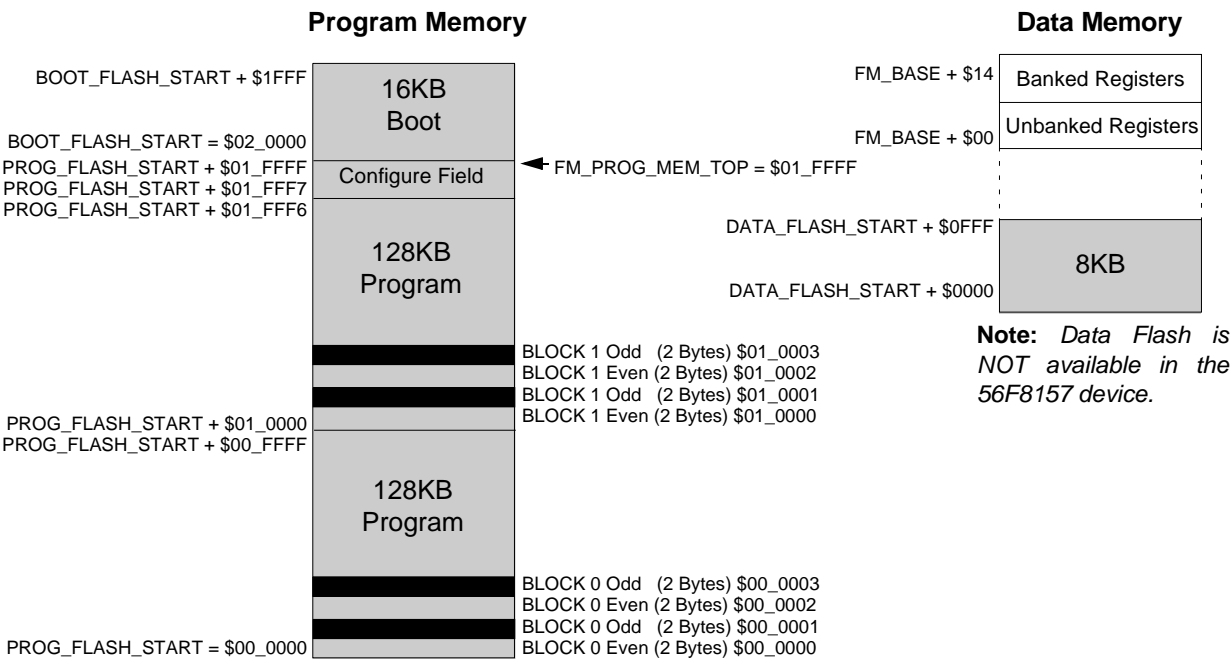 Program Memory
Data Memory
BOOT_FLASH_START + $1FFF
16KB
Boot
BOOT_FLASH_START = $02_0000
PROG_FLASH_START + $01_FFFF
PROG_FLASH_START + $01_FFF7
PROG_FLASH_START + $01_FFF6
Configure Field
FM_PROG_MEM_TOP = $01_FFFF
128KB
Program
BLOCK 1 Odd (2 Bytes) $01_0003
BLOCK 1 Even (2 Bytes) $01_0002
BLOCK 1 Odd (2 Bytes) $01_0001
BLOCK 1 Even (2 Bytes) $01_0000
PROG_FLASH_START + $01_0000
PROG_FLASH_START + $00_FFFF
128KB
Program
BLOCK 0 Odd (2 Bytes) $00_0003
BLOCK 0 Even (2 Bytes) $00_0002
BLOCK 0 Odd (2 Bytes) $00_0001
BLOCK 0 Even (2 Bytes) $00_0000
PROG_FLASH_START = $00_0000
FM_BASE + $14
Banked Registers
FM_BASE + $00
Unbanked Registers
DATA_FLASH_START + $0FFF
8KB
DATA_FLASH_START + $0000
Note: Data Flash is
NOT available in the
56F8157 device.